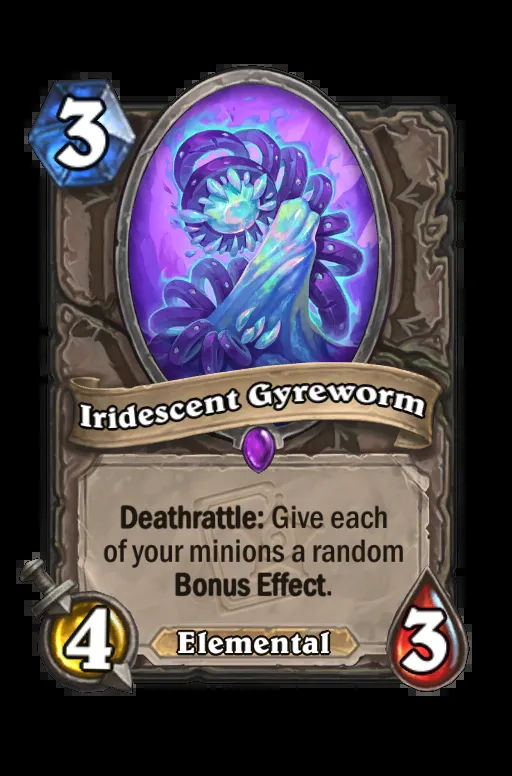 3
Iridescent Gyreworm
Deathrattle: Give each
of your minions a random
Bonus Effect.
4
Elemental
3